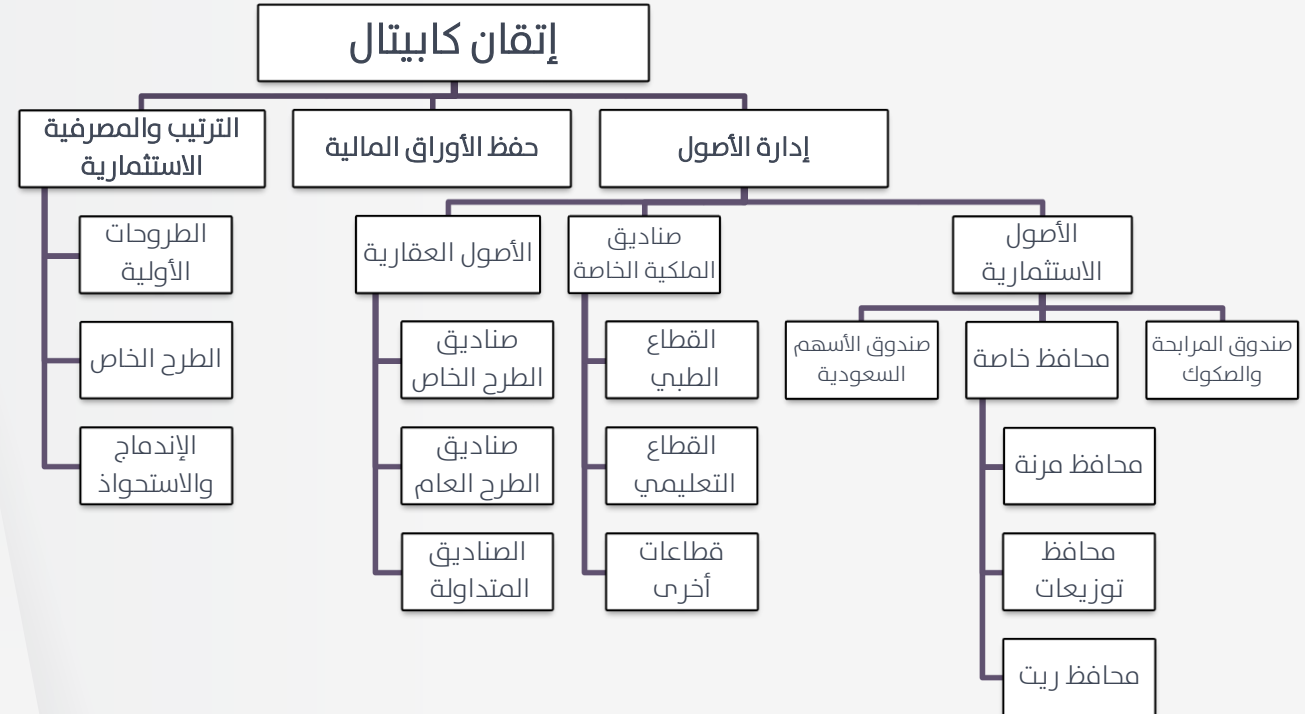 إتقان كابيتال
إدارة الأصول
حفظ الأوراق المالية
الترتيب والمصرفية
الاستثمارية
الأصول
الاستثمارية
صناديق
الملكية الخاصة
الأصول العقارية
الطروحات
الأولية
صندوق المرابحة
والصكوك
محافظ خاصة
صندوق الأسهم
السعودية
القطاع
الطبي
صناديق
الطرح الخاص
الطرح الخاص
محافظ مرنة
القطاع
التعليمي
صناديق
الطرح العام
الإندماج
والاستحواذ
محافظ
توزيعات
قطاعات
أخرى
الصناديق
المتداولة
محافظ ريت